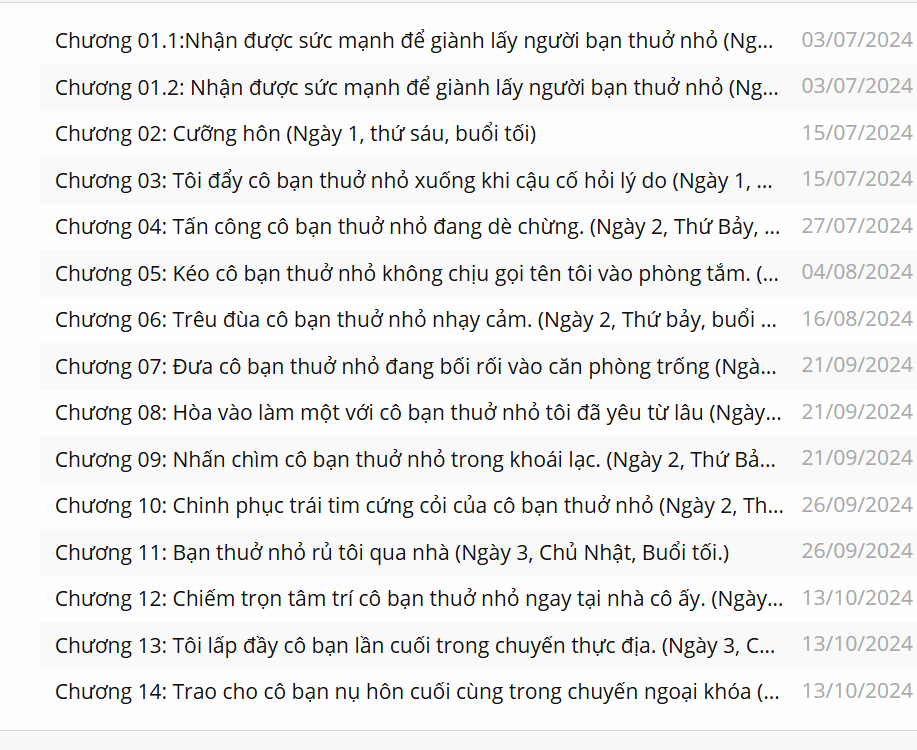 Chương 01.1:Nhận được sức mạnh để giành lấy người bạn thuở nhỏ (Ng... 03/07/2024
Chương 01.2: Nhận được sức mạnh để giành lấy người bạn thuở nhỏ (Ng... 03/07/2024
Chương 02: Cưỡng hôn (Ngày 1, thứ sáu, buổi tối) 15/07/2024
Chương 03: Tôi đẩy cô bạn thuở nhỏ xuống khi cậu cố hỏi lý do (Ngày 1, ... 15/07/2024
Chương 04: Tấn công cô bạn thuở nhỏ đang dè chừng. (Ngày 2, Thứ Bảy, ... 27/07/2024
Chương 05: Kéo cô bạn thuở nhỏ không chịu gọi tên tôi vào phòng tắm. (... 04/08/2024
Chương 06: Trêu đùa cô bạn thuở nhỏ nhạy cảm. (Ngày 2, Thứ bảy, buổi ... 16/08/2024
Chương 07: Đưa cô bạn thuở nhỏ đang bối rối vào căn phòng trống (Ngà... 21/09/2024
Chương 08: Hòa vào làm một với cô bạn thuở nhỏ tôi đã yêu từ lâu (Ngày... 21/09/2024
Chương 09: Nhấn chìm cô bạn thuở nhỏ trong khoái lạc. (Ngày 2, Thứ Bả... 21/09/2024
Chương 10: Chinh phục trái tim cứng cỏi của cô bạn thuở nhỏ (Ngày 2, Th... 26/09/2024
Chương 11: Bạn thuở nhỏ rủ tôi qua nhà (Ngày 3, Chủ Nhật, Buổi tối.) 26/09/2024
Chương 12: Chiếm trọn tâm trí cô bạn thuở nhỏ ngay tại nhà cô ấy. (Ngày... 13/10/2024
Chương 13: Tôi lấp đầy cô bạn lần cuối trong chuyến thực địa. (Ngày 3, C... 13/10/2024
Chương 14: Trao cho cô bạn nụ hôn cuối cùng trong chuyến ngoại khóa (... 13/10/2024